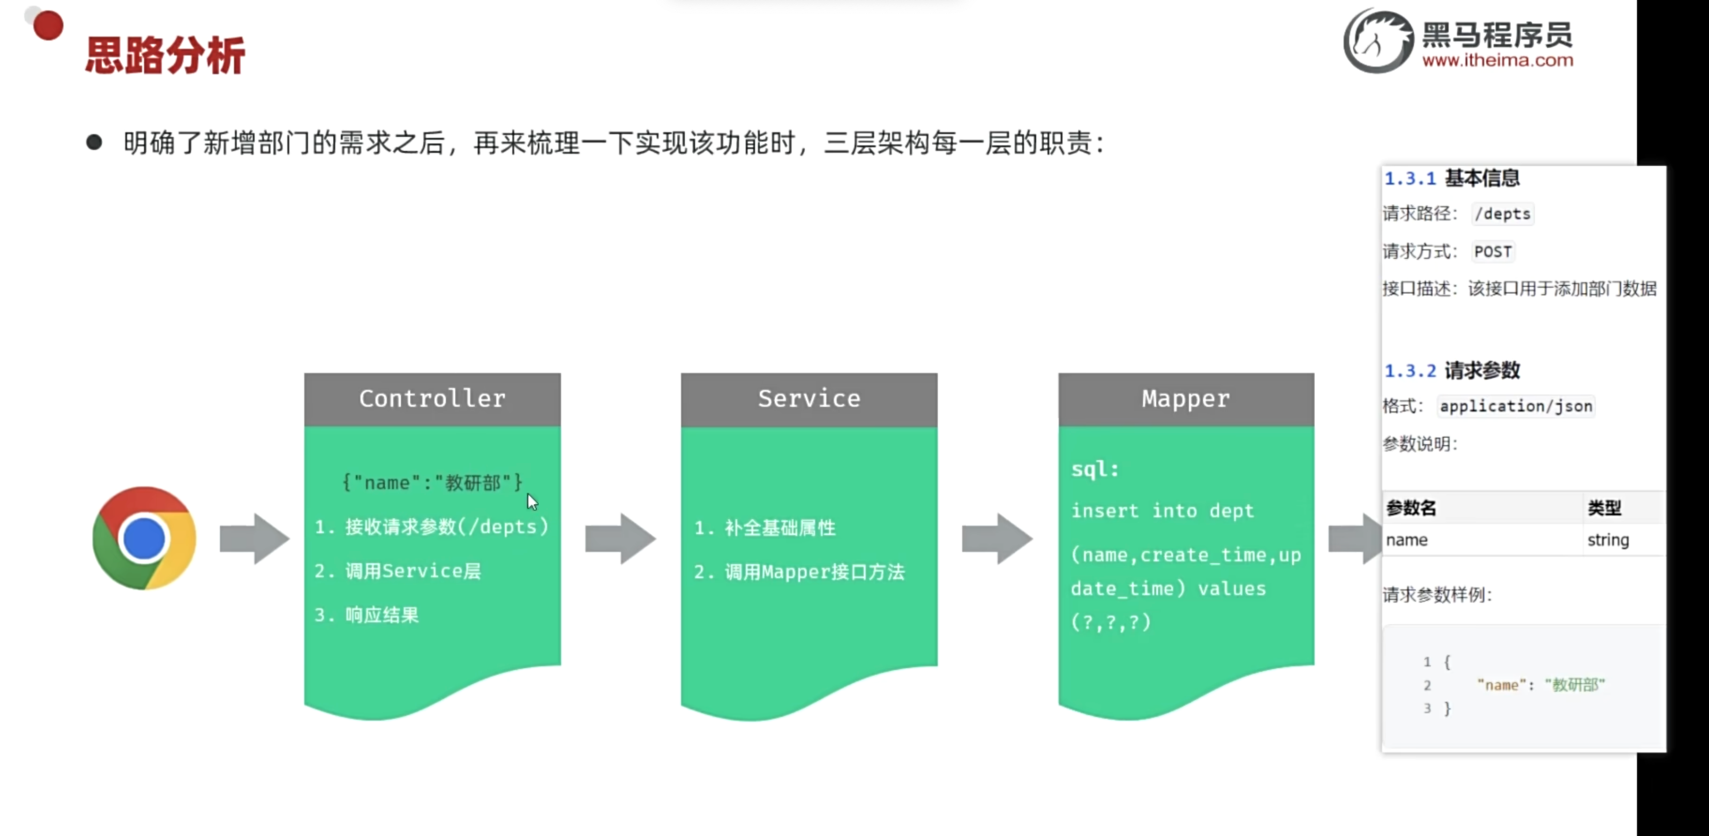 思路分析
黑马程序员
www.itheima.com
明确了新增部门的需求之后，再来梳理一下实现该功能时，三层架构每一层的职责：
Controller
{"name":"教研部"}
1. 接收请求参数(/depts)
2. 调用Service层
3. 响应结果
Service
1. 补全基础属性
2. 调用Mapper接口方法
Mapper
sql:
insert into dept
(name,create_time,up
date_time) values
(?,?,?)
1.3.1 基本信息
请求路径： /depts
请求方式： POST
接口描述：该接口用于添加部门数据
1.3.2 请求参数
格式： application/json
参数说明：
参数名 类型
name string
请求参数样例：
1 {
2 "name": "教研部"
3 }